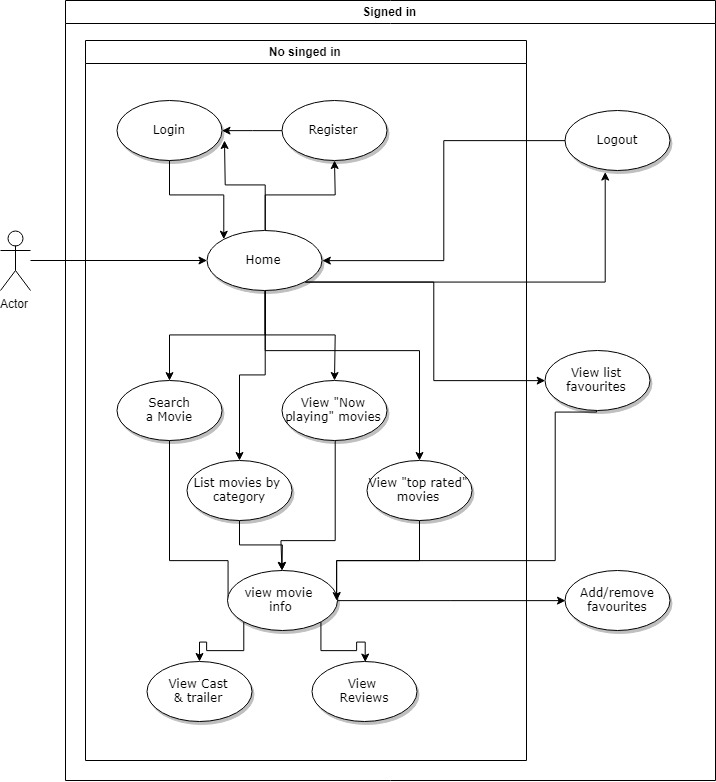 Signed in
No singed in
Login
Register
Logout
Actor
Home
View list
favourites
Search
a Movie
View "Now
playing" movies
List movies by
category
View "top rated"
movies
view movie
info
Add/remove
favourites
View Cast
& trailer
View
Reviews